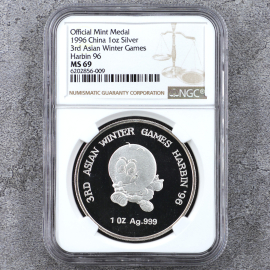 Official Mint Medal
1996 China 1oz Silver
3rd Asian Winter Games
Harbin 96
MS 69
6202856-009
NUMISMATIC GUARANTY CORPORATION
NGC
3RD ASIAN WINTER GAMES HARBIN '96
1 OZ Ag.999